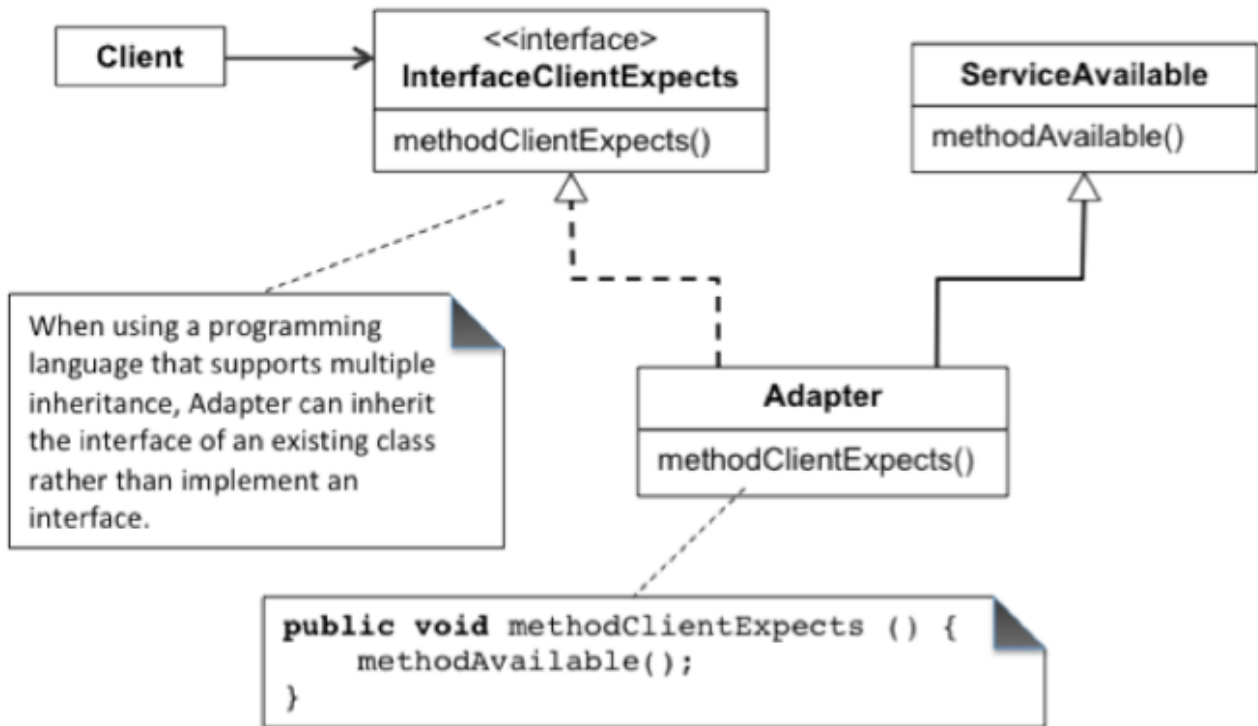 Client
<<interface>
InterfaceClientExpects
methodClientExpects()
ServiceAvailable
methodAvailable()
When using a programming
language that supports multiple
inheritance, Adapter can inherit
the interface of an existing class
rather than implement an
interface.
Adapter
methodClientExpects()
public void methodClientExpects () {
methodAvailable();
}